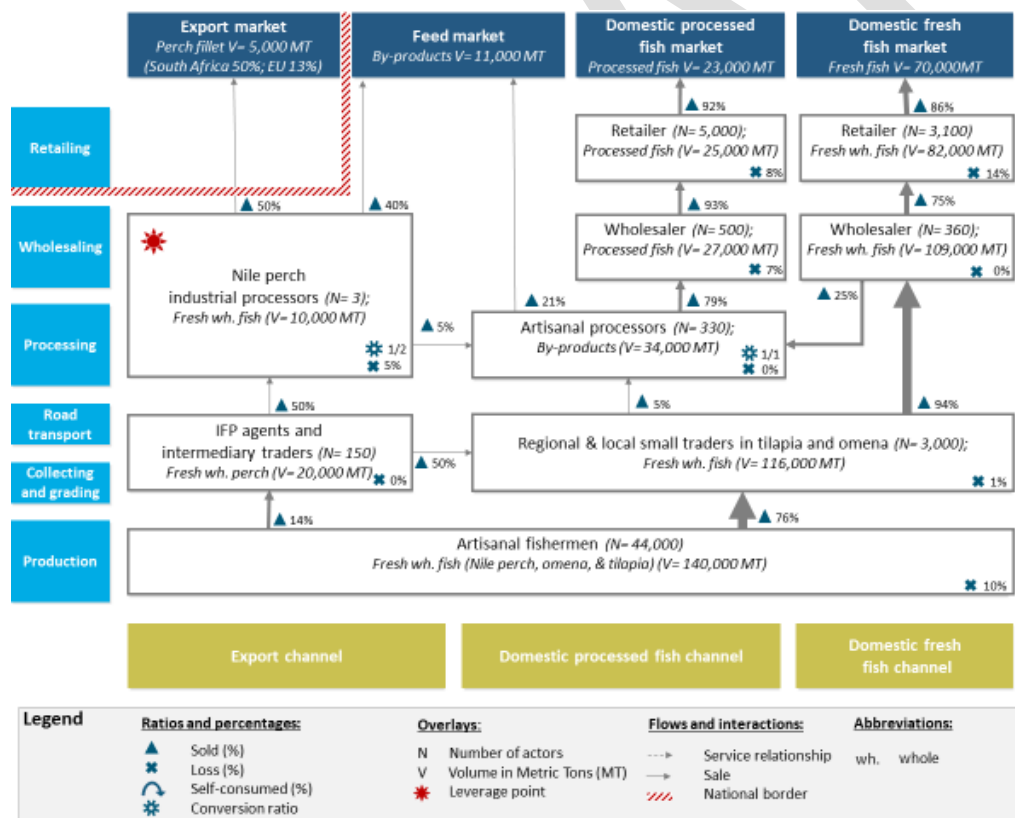 Export market
Perch fillet V= 5,000 MT
(South Africa 50%; EU 13%)
Feed market
By-products V= 11,000 MT
Domestic processed
fish market
Processed fish V= 23,000 MT
Domestic fresh
fish market
Fresh fish V= 70,000MT
92%
86%
Retailing
Retailer (N= 5,000);
Processed fish (V= 25,000 MT)
8%
Retailer (N= 3,100)
Fresh wh. fish (V= 82,000 MT)
14%
50%
40%
93%
75%
Wholesaling
Nile perch
industrial processors (N= 3);
Fresh wh. fish (V= 10,000 MT)
1/2
5%
Wholesaler (N= 500);
Processed fish (V= 27,000 MT)
7%
Wholesaler (N= 360);
Fresh wh. fish (V= 109,000 MT)
0%
21%
79%
25%
Processing
5%
Artisanal processors (N= 330);
By-products (V= 34,000 MT)
1/1
0%
50%
5%
94%
Road
transport
IFP agents and
intermediary traders (N= 150)
Fresh wh. perch (V= 20,000 MT)
0%
50%
Regional & local small traders in tilapia and omena (N= 3,000);
Fresh wh. fish (V= 116,000 MT)
1%
Collecting
and grading
14%
76%
Production
Artisanal fishermen (N= 44,000)
Fresh wh. fish (Nile perch, omena, & tilapia) (V= 140,000 MT)
10%
Export channel
Domestic processed fish channel
Domestic fresh
fish channel
Legend
Ratios and percentages:
Sold (%)
Loss (%)
Self-consumed (%)
Conversion ratio
Overlays:
N Number of actors
V Volume in Metric Tons (MT)
Leverage point
Flows and interactions:
Service relationship
Sale
National border
Abbreviations:
wh. whole